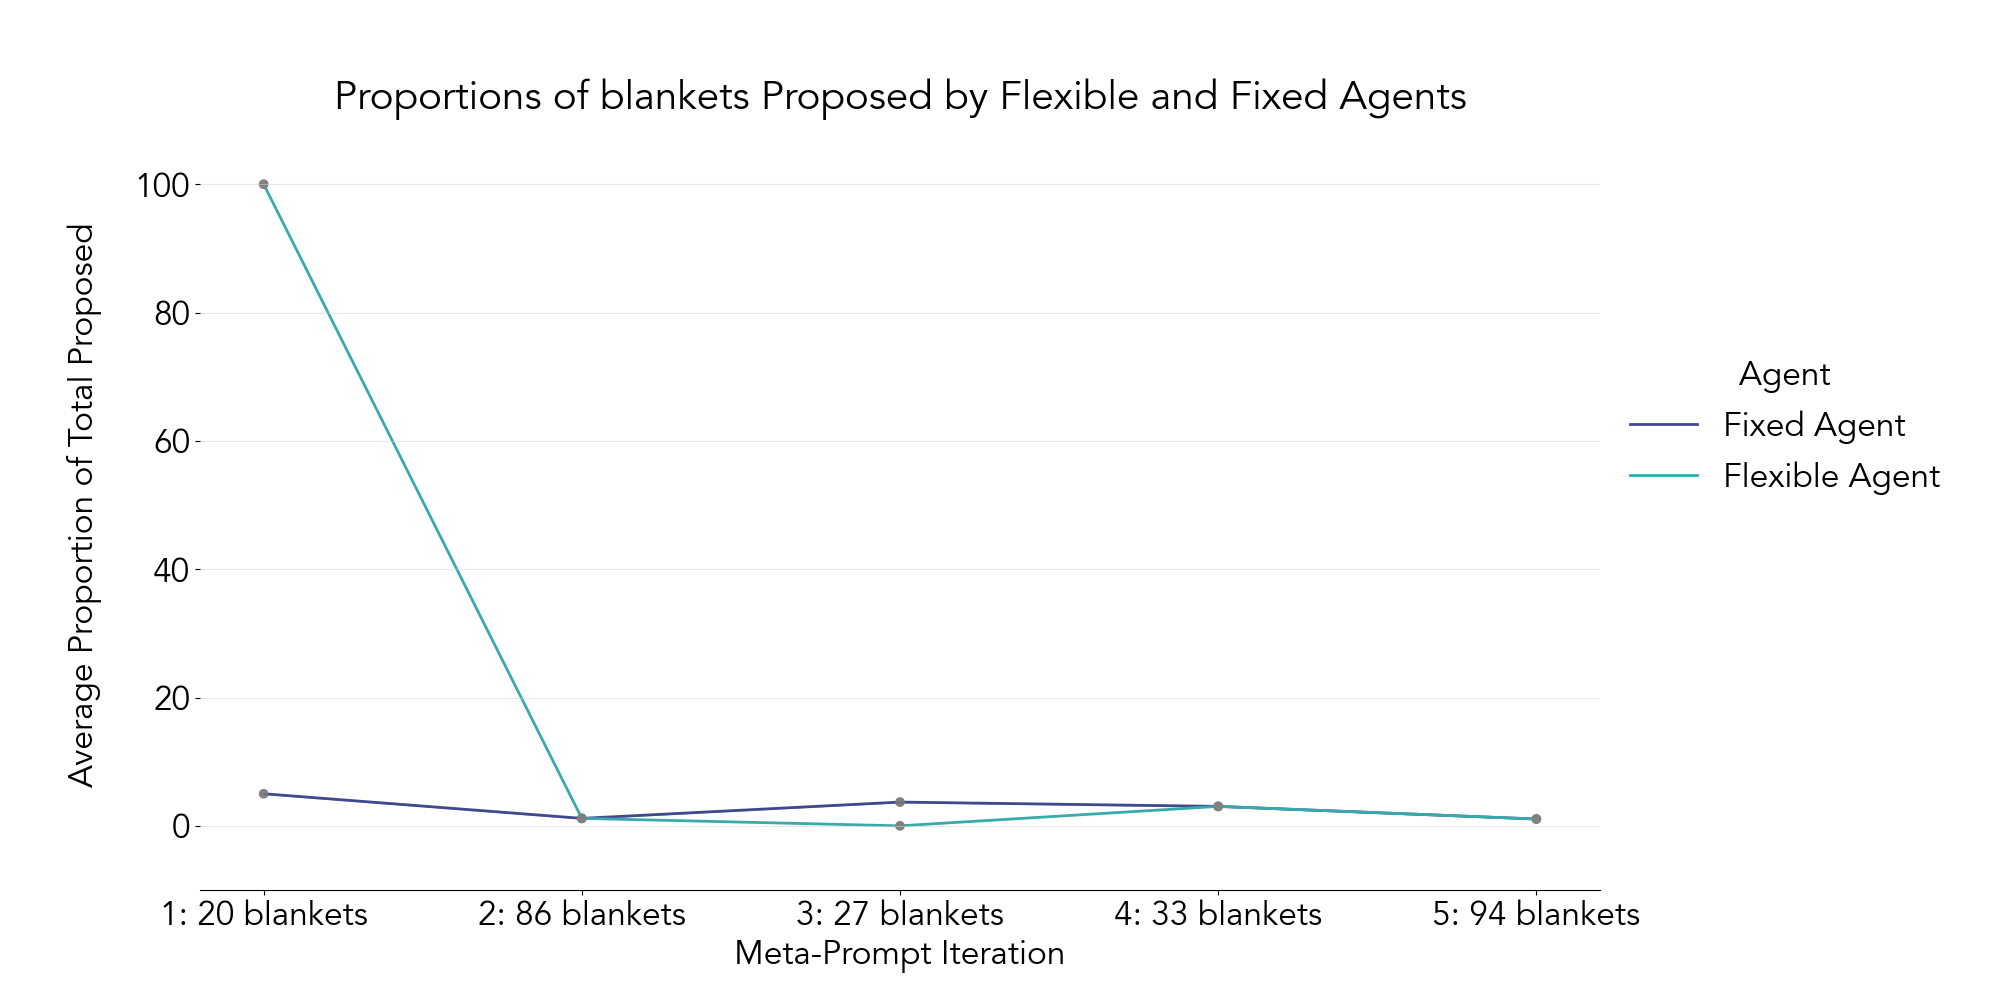 Proportions of blankets Proposed by Flexible and Fixed Agents
Average Proportion of Total Proposed
100
80
60
40
20
0
1: 20 blankets
2: 86 blankets
3: 27 blankets
4: 33 blankets
5: 94 blankets
Meta-Prompt Iteration
Agent
Fixed Agent
Flexible Agent